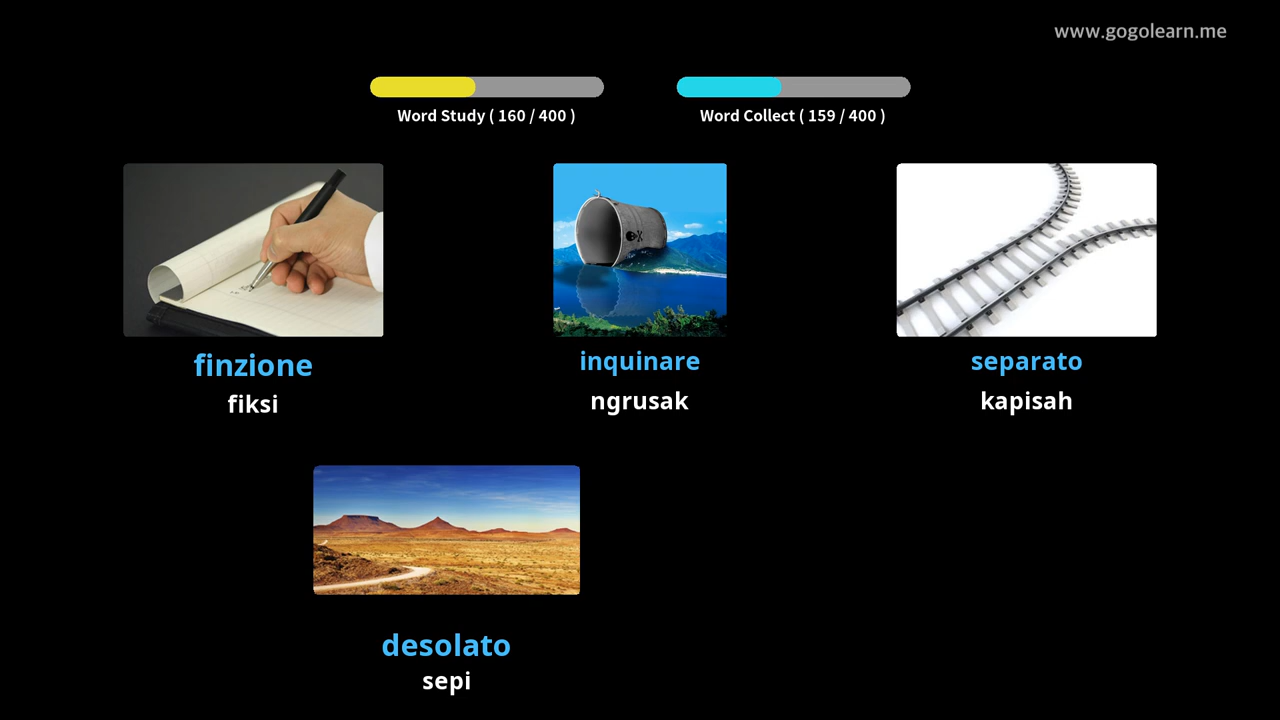 www.gogolearn.me
Word Study ( 160 / 400 )
Word Collect ( 159 / 400 )
finzione
fiksi
inquinare
ngrusak
separato
kapisah
desolato
sepi